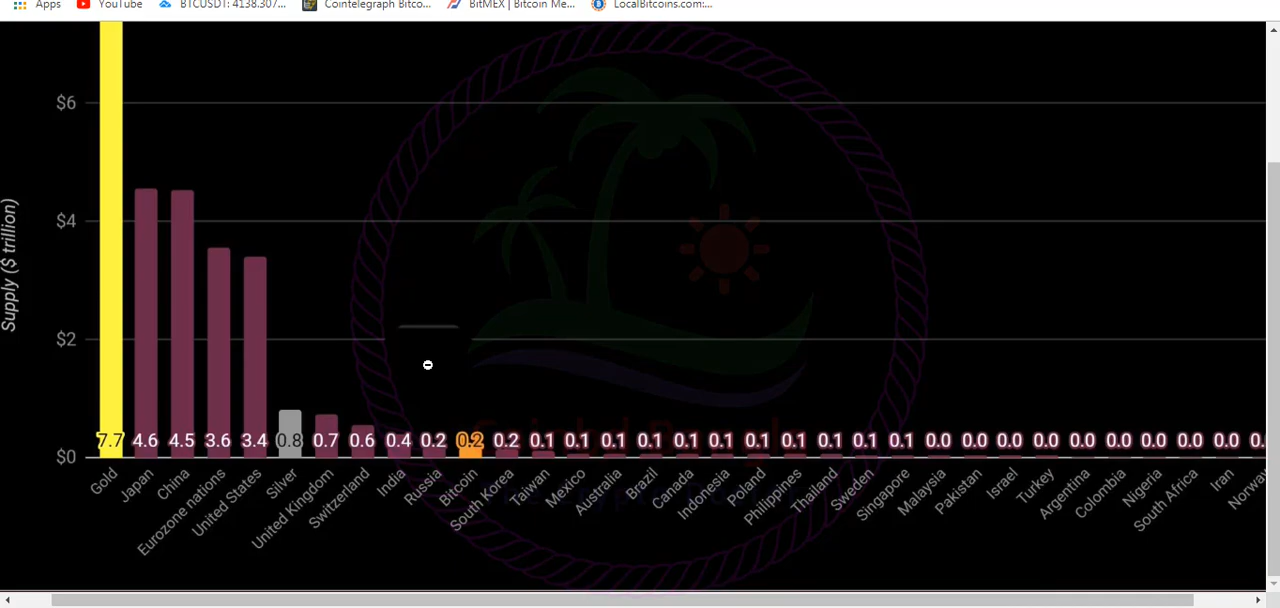 Apps YouTube BTCUSDT: 4138.307... Cointelegraph Bitco... BitMEX | Bitcoin Me... LocalBitcoins.com:...
Supply ($ trillion)
$6
$4
$2
$0
7.7 4.6 4.5 3.6 3.4 0.8 0.7 0.6 0.4 0.2 0.2 0.2 0.1 0.1 0.1 0.1 0.1 0.1 0.1 0.1 0.1 0.1 0.1 0.0 0.0 0.0 0.0 0.0 0.0 0.0 0.0 0.0
Gold Japan China Eurozone nations United States Silver United Kingdom Switzerland India Russia Bitcoin South Korea Taiwan Mexico Australia Brazil Canada Indonesia Poland Philippines Thailand Sweden Singapore Malaysia Pakistan Israel Turkey Argentina Colombia Nigeria South Africa Iran Norway